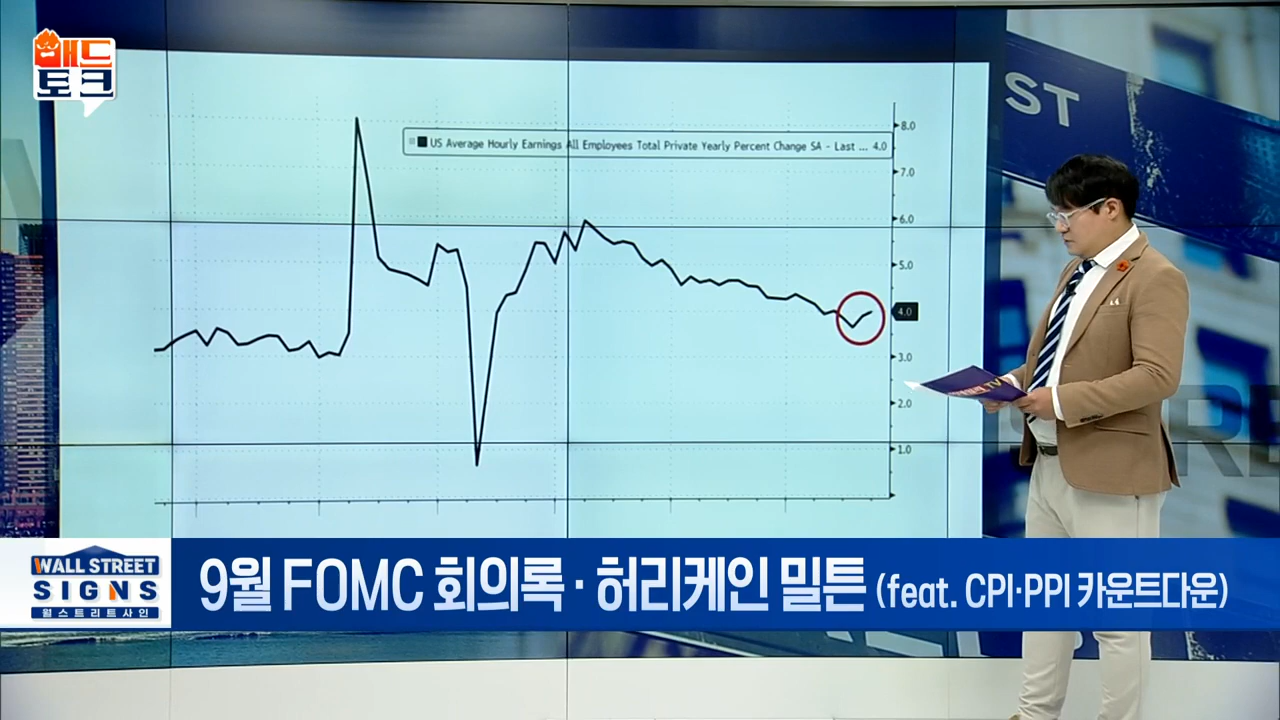 매드
토크
ST
US Average Hourly Earnings All Employees Total Private Yearly Percent Change SA - Last ... 4.0
8.0
7.0
6.0
5.0
4.0
3.0
2.0
1.0
TV
RE
WALL STREET
SIGNS
월스트리트사인
9월 FOMC 회의록·허리케인 밀튼 (feat. CPI·PPI 카운트다운)